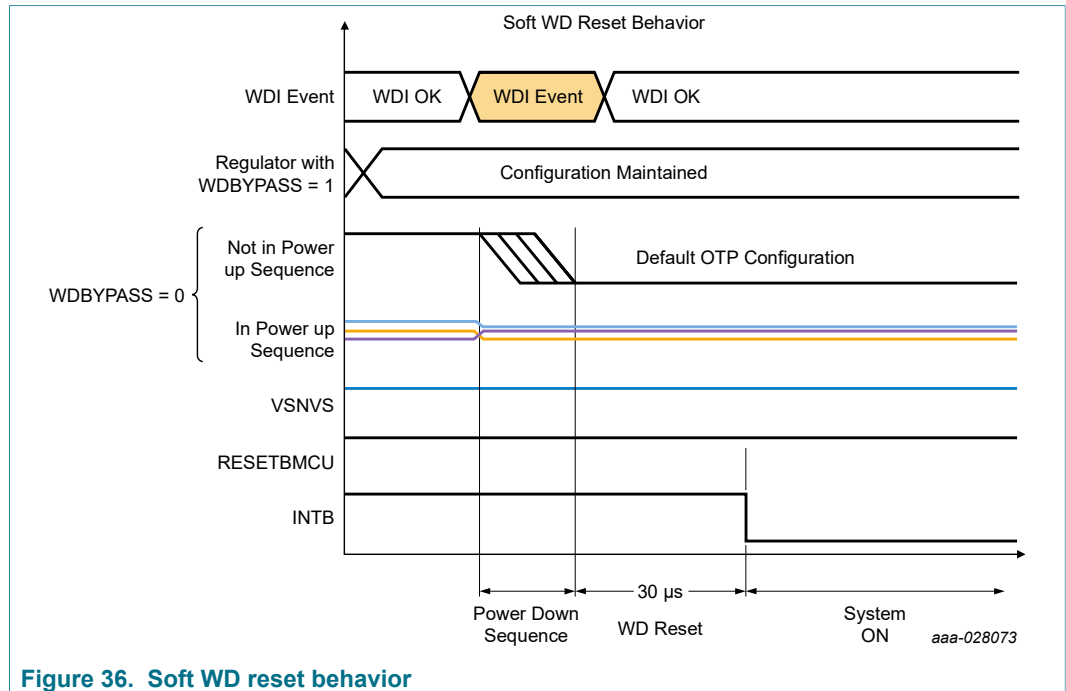 Soft WD Reset Behavior
WDI Event
WDI OK
WDI Event
WDI OK
Regulator with
WDBYPASS = 1
Configuration Maintained
WDBYPASS = 0
Not in Power
up Sequence
Default OTP Configuration
In Power up
Sequence
VSNVS
RESETBMCU
INTB
30 µs
Power Down
Sequence
WD Reset
System
ON
aaa-028073
Figure 36. Soft WD reset behavior